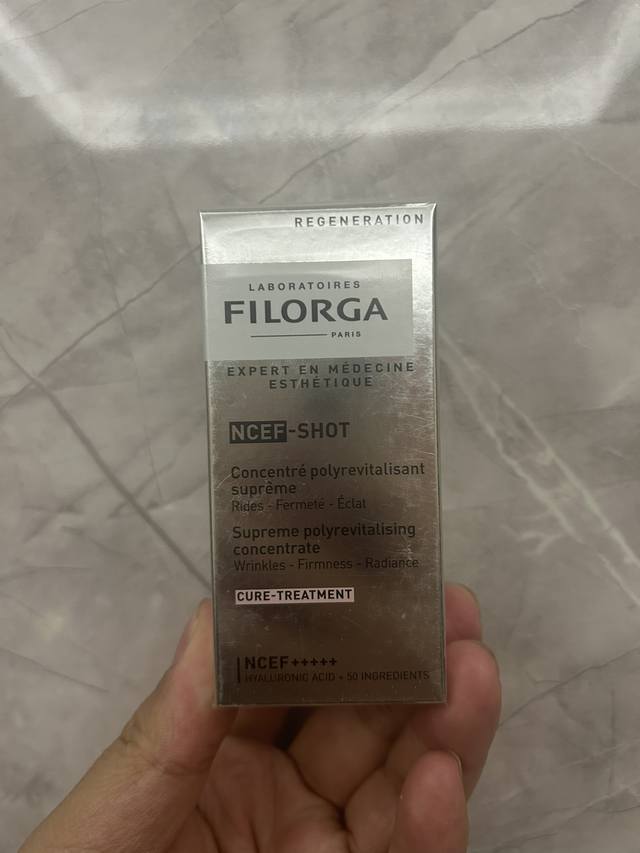 REGENERATION
LABORATOIRES
FILORGA
PARIS
EXPERT EN MÉDECINE
ESTHÉTIQUE
NCEF-SHOT
Concentré polyrevitalisant
suprême
Rides - Fermeté - Éclat
Supreme polyrevitalising
concentrate
Wrinkles - Firmness - Radiance
CURE-TREATMENT
NCEF+++++
HYALURONIC ACID + 50 INGREDIENTS